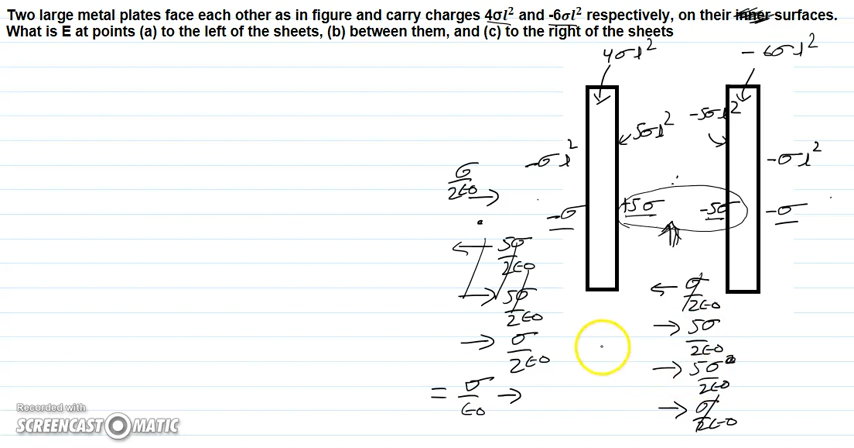 Two large metal plates face each other as in figure and carry charges 4σl² and -6σl² respectively, on their inner surfaces.
What is E at points (a) to the left of the sheets, (b) between them, and (c) to the right of the sheets
4σl²
-6σl²
-5σl²
5σl²
-σl²
-σl²
σ/2ε0 →
-σ
+5σ
-5σ
-σ
← 5σ/2ε0
→ 5σ/2ε0
→ σ/2ε0
= σ/ε0 →
← σ/2ε0
→ 5σ/2ε0
→ 5σ/2ε0
→ σ/2ε0
Recorded with
SCREENCAST MATIC